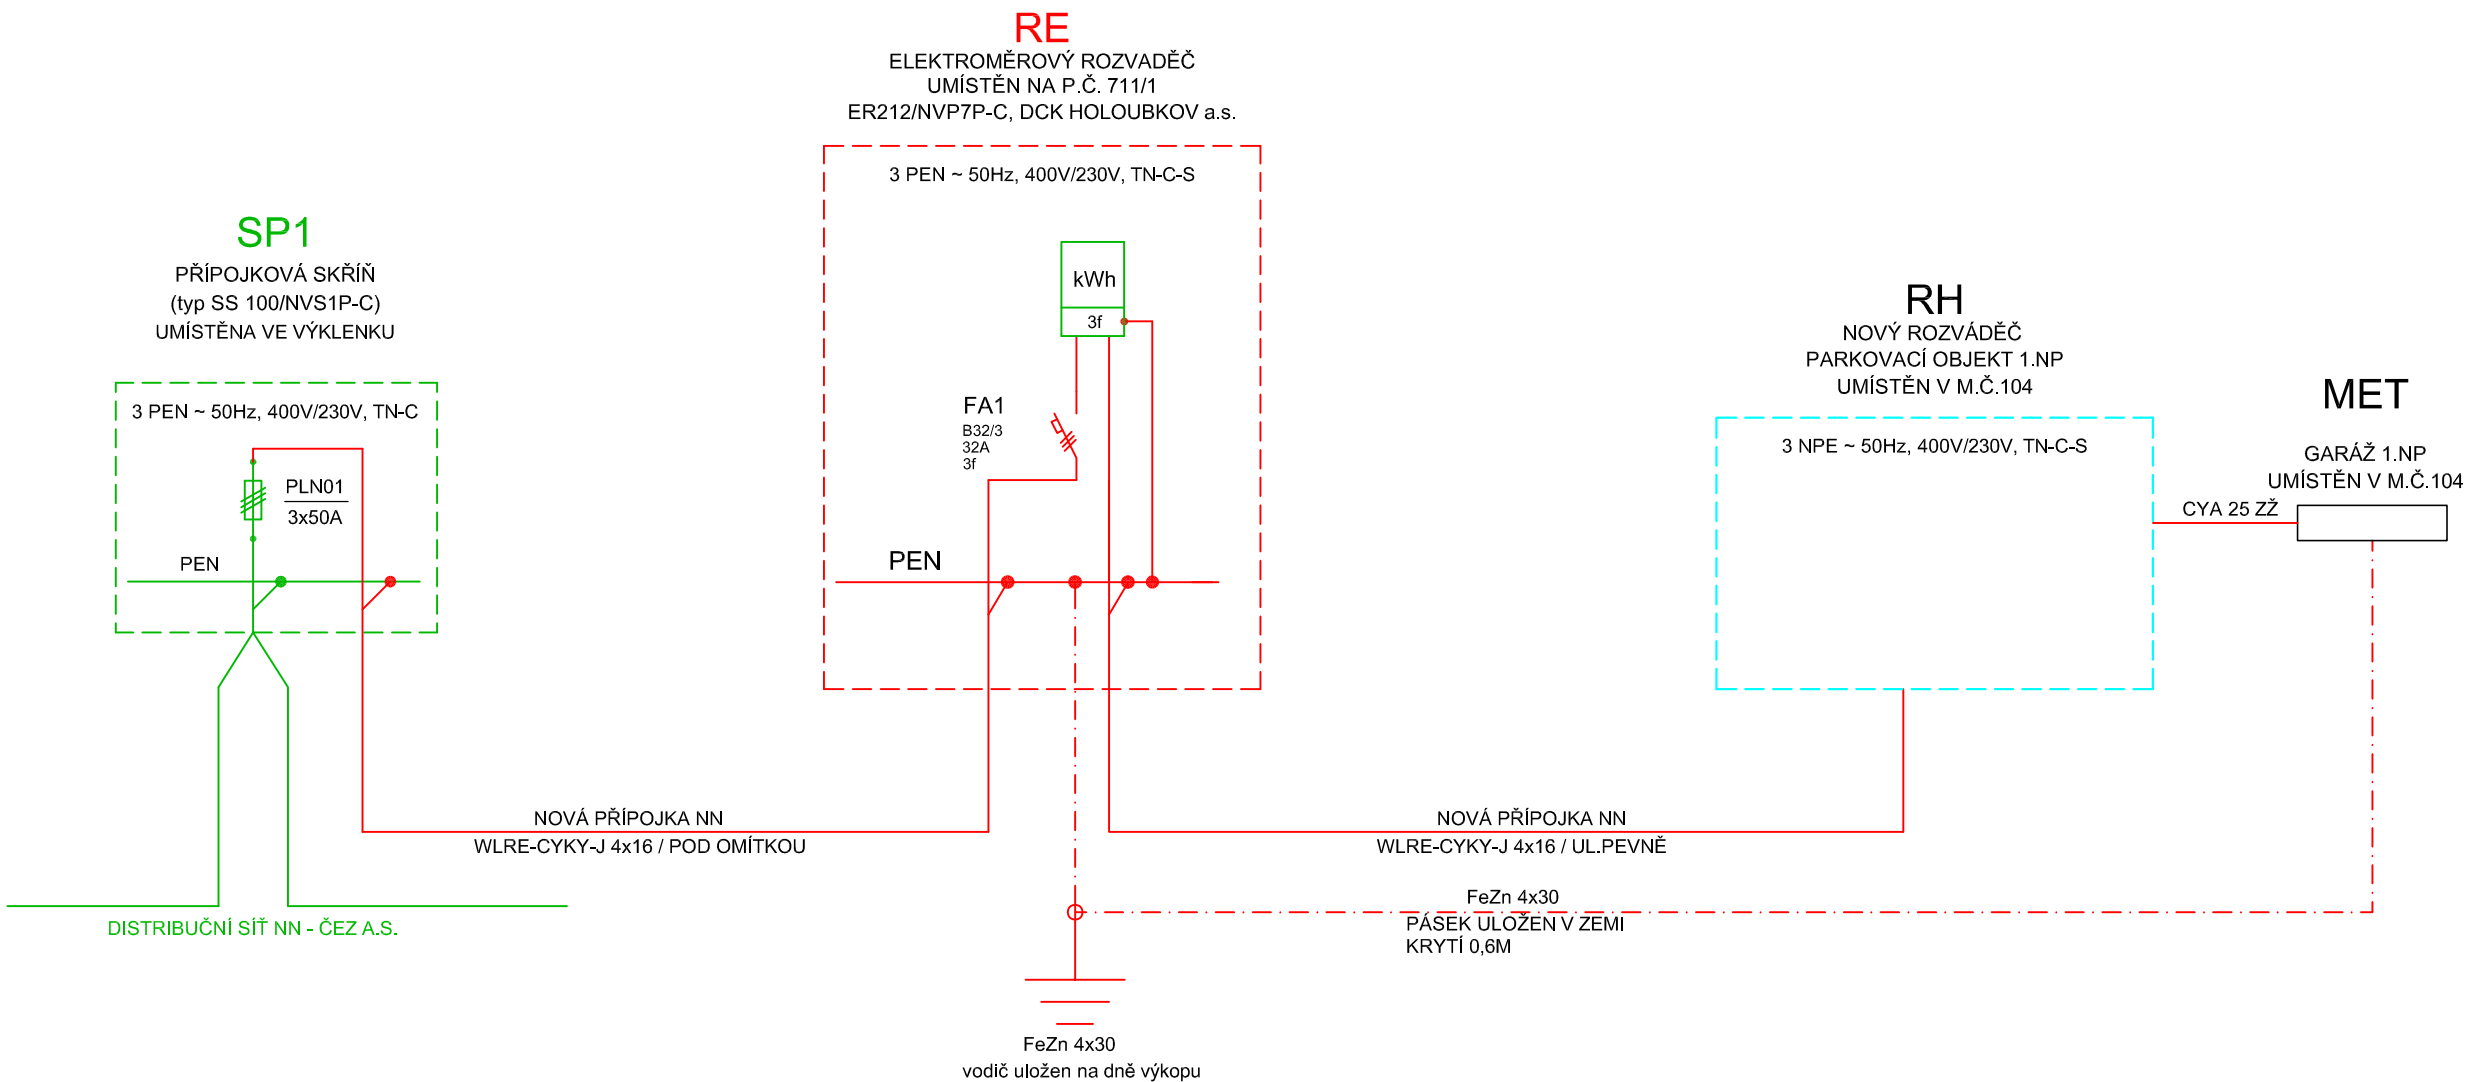 RE
ELEKTROMĚROVÝ ROZVADĚČ
UMÍSTĚN NA P.Č. 711/1
ER212/NVP7P-C, DCK HOLOUBKOV a.s.
3 PEN ~ 50Hz, 400V/230V, TN-C-S
kWh
3f
FA1
B32/3
32A
3f
PEN
SP1
PŘÍPOJKOVÁ SKŘÍŇ
(typ SS 100/NVS1P-C)
UMÍSTĚNA VE VÝKLENKU
3 PEN ~ 50Hz, 400V/230V, TN-C
PLN01
3x50A
PEN
RH
NOVÝ ROZVÁDĚČ
PARKOVACÍ OBJEKT 1.NP
UMÍSTĚN V M.Č.104
3 NPE ~ 50Hz, 400V/230V, TN-C-S
MET
GARÁŽ 1.NP
UMÍSTĚN V M.Č.104
CYA 25 ZŽ
NOVÁ PŘÍPOJKA NN
WLRE-CYKY-J 4x16 / POD OMÍTKOU
NOVÁ PŘÍPOJKA NN
WLRE-CYKY-J 4x16 / UL.PEVNĚ
DISTRIBUČNÍ SÍŤ NN - ČEZ A.S.
FeZn 4x30
PÁSEK ULOŽEN V ZEMI
KRYTÍ 0,6M
FeZn 4x30
vodič uložen na dně výkopu